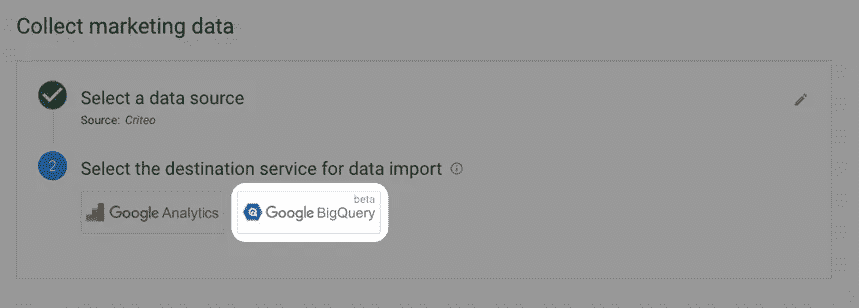 Collect marketing data
Select a data source
Source: Criteo
2
Select the destination service for data import
Google Analytics
beta
Google BigQuery